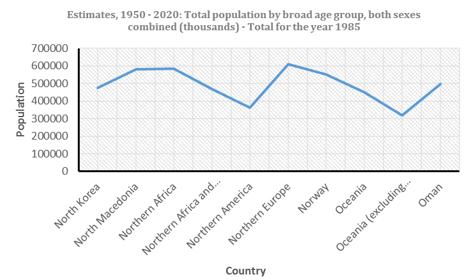 Estimates, 1950 - 2020: Total population by broad age group, both sexes
combined (thousands) - Total for the year 1985
700000
600000
500000
400000
300000
200000
100000
0
Population
North Korea
North Macedonia
Northern Africa
Northern Africa and...
Northern America
Northern Europe
Norway
Oceania
Oceania (excluding...
Oman
Country